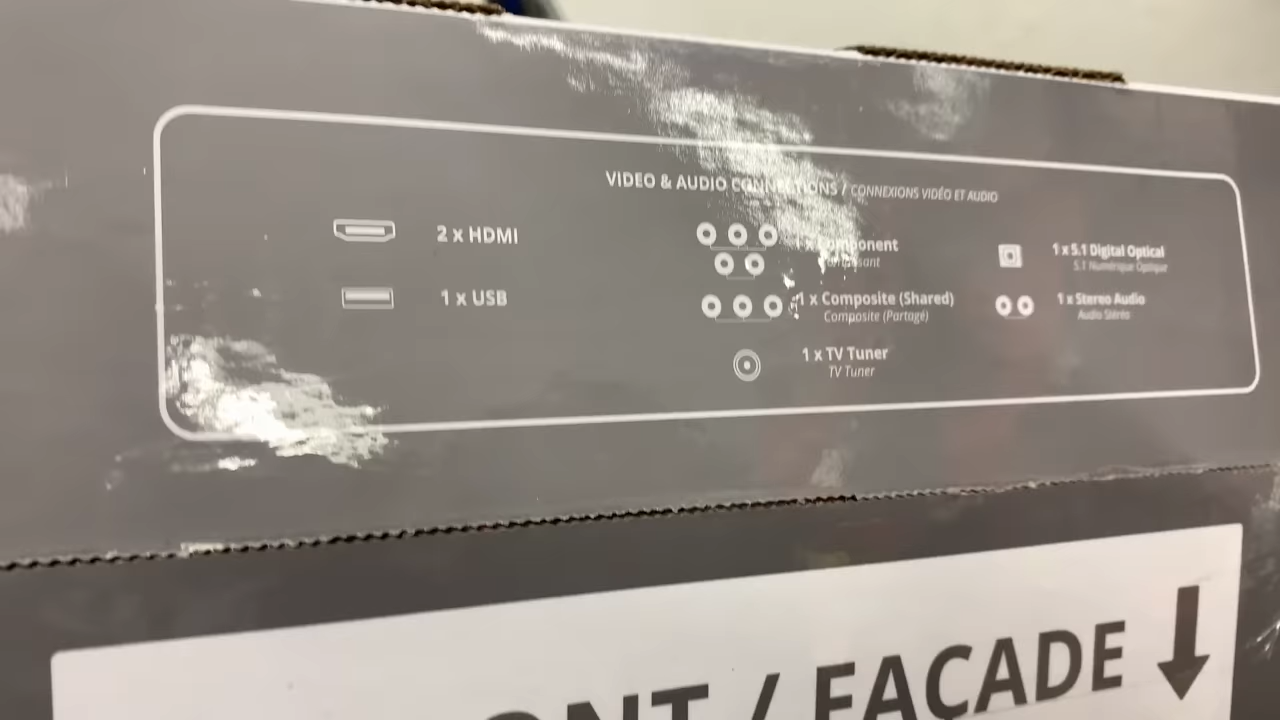 VIDEO & AUDIO CONNECTIONS / CONNEXIONS VIDÉO ET AUDIO
2 x HDMI
1 x USB
x Component
Composant
1 x Composite (Shared)
Composite (Partagé)
1 x TV Tuner
TV Tuner
1 x 5.1 Digital Optical
5.1 Numérique Optique
1 x Stereo Audio
Audio Stéréo
/ FAÇADE